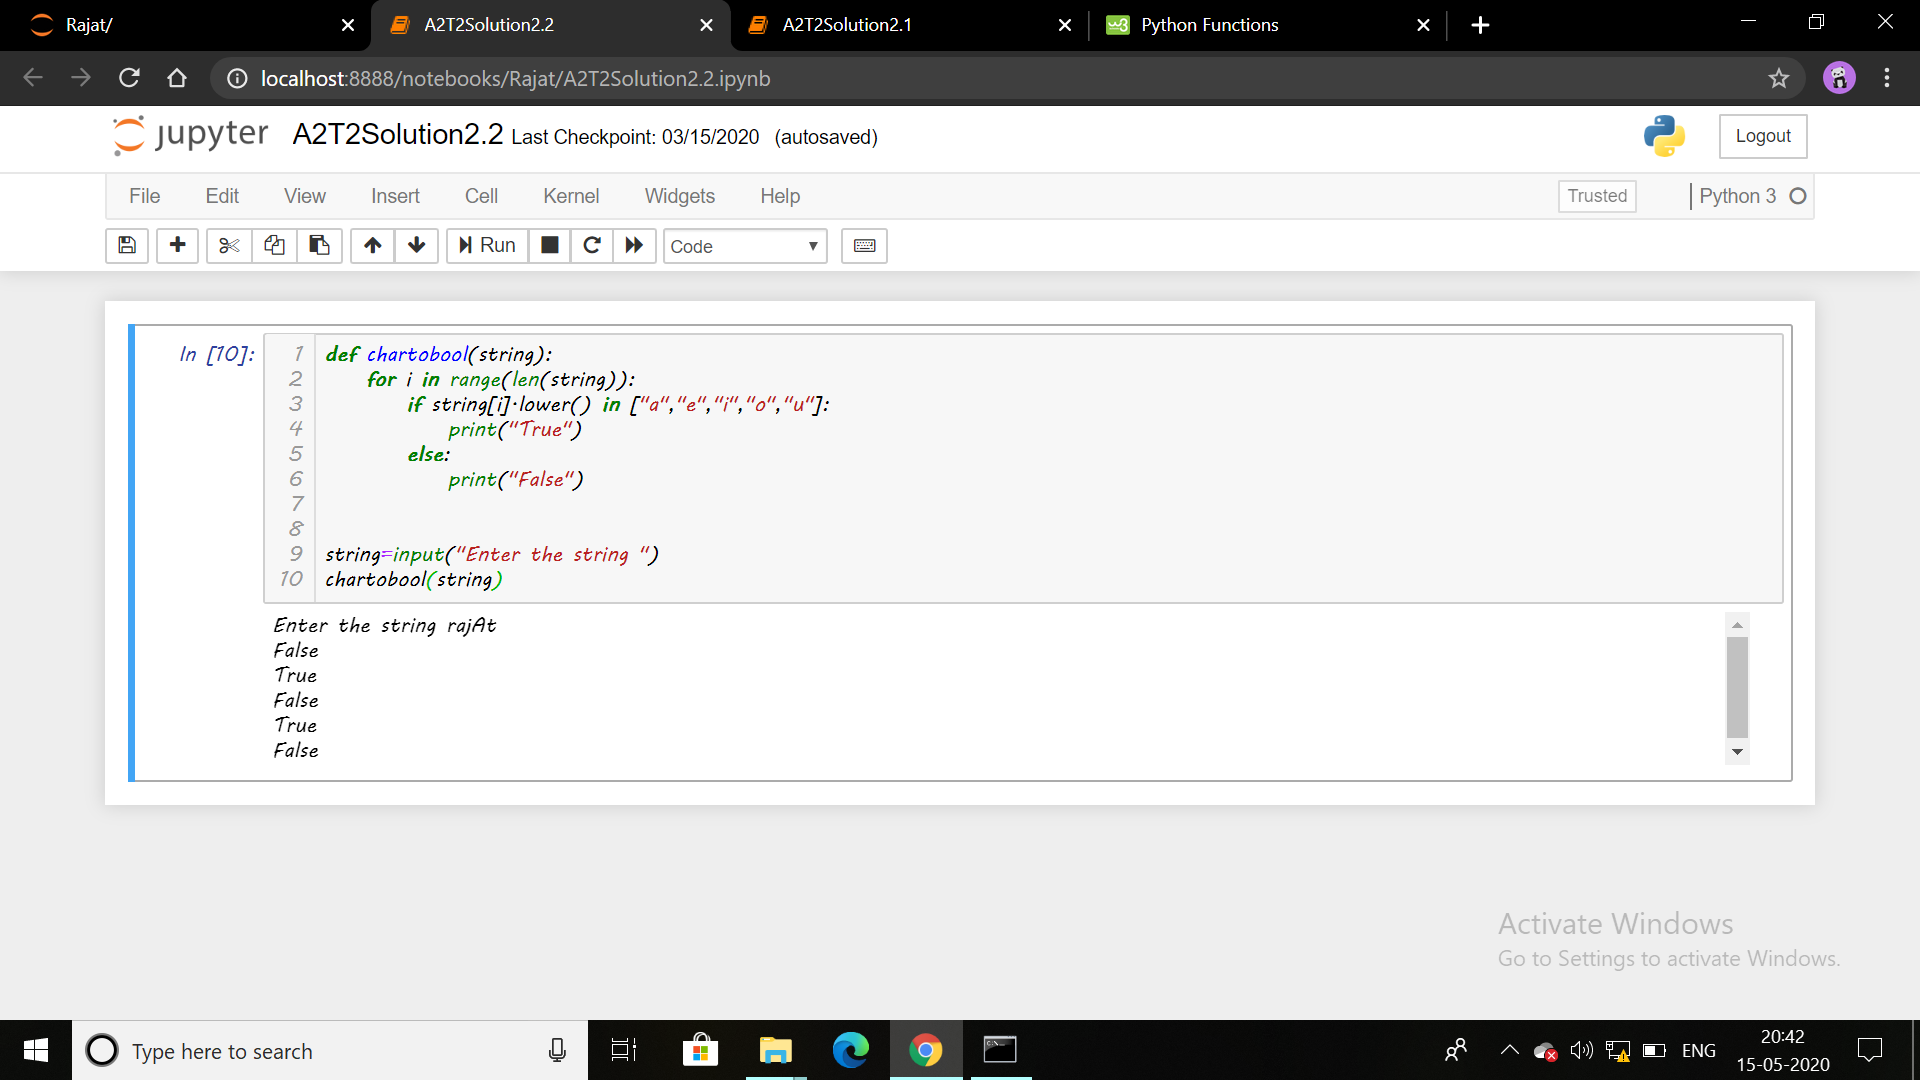 Rajat/
A2T2Solution2.2
A2T2Solution2.1
w3
Python Functions
localhost:8888/notebooks/Rajat/A2T2Solution2.2.ipynb
jupyter A2T2Solution2.2 Last Checkpoint: 03/15/2020 (autosaved)
Logout
File Edit View Insert Cell Kernel Widgets Help
Trusted
Python 3
Run
Code
In [10]:
1 def chartobool(string):
2     for i in range(len(string)):
3         if string[i].lower() in ["a","e","i","o","u"]:
4             print("True")
5         else:
6             print("False")
7
8
9 string=input("Enter the string ")
10 chartobool(string)
Enter the string rajAt
False
True
False
True
False
Activate Windows
Go to Settings to activate Windows.
Type here to search
ENG
20:42
15-05-2020